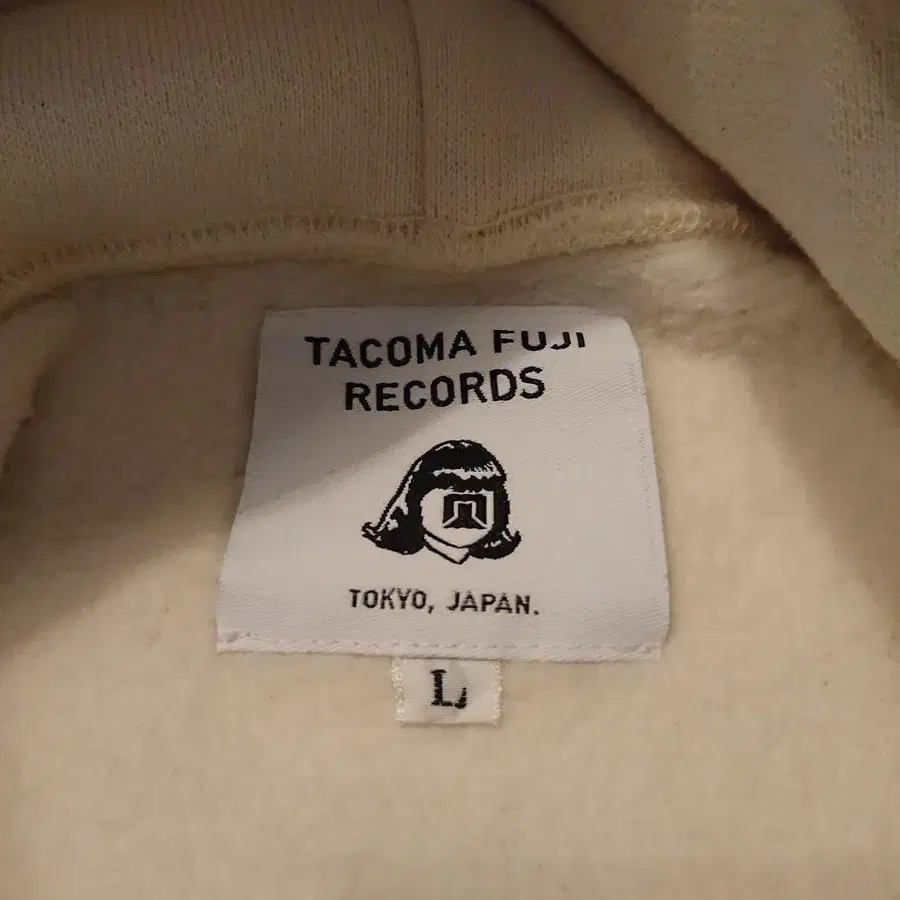 TACOMA FUJI
RECORDS
TOKYO, JAPAN.
L